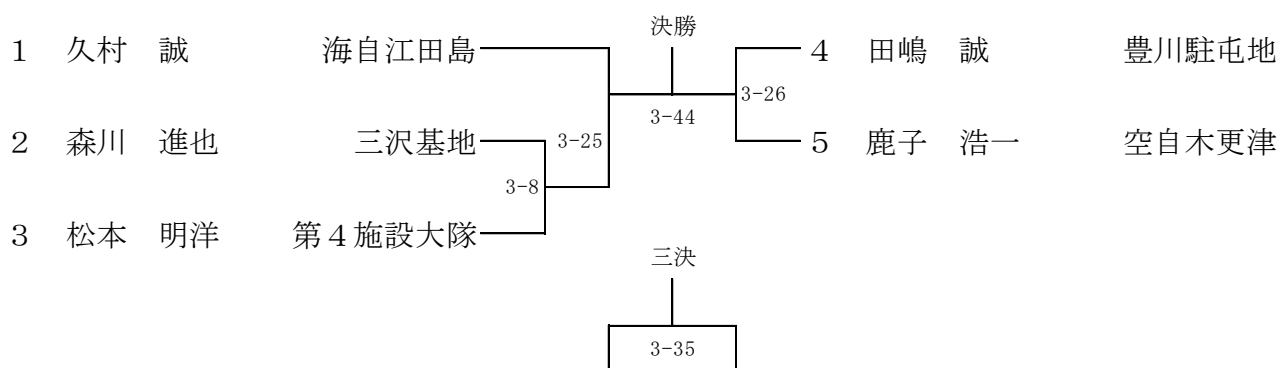 決勝
1 久村 誠 海自江田島
4 田嶋 誠 豊川駐屯地
3-26
3-44
2 森川 進也 三沢基地
3-25
5 鹿子 浩一 空自木更津
3-8
3 松本 明洋 第4施設大隊
三決
3-35